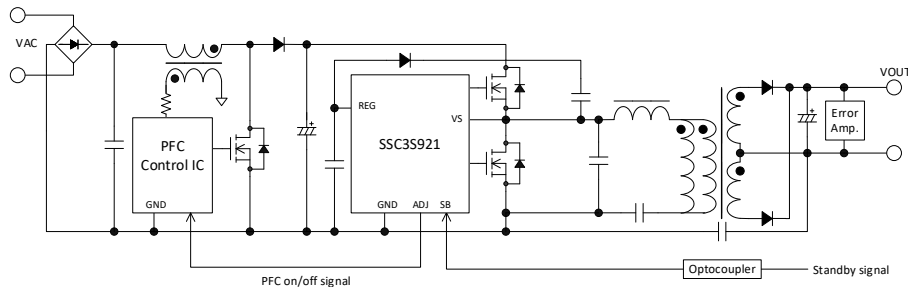 VAC
VOUT
REG
VS
SSC3S921
PFC
Control IC
Error
Amp.
GND
GND
ADJ
SB
PFC on/off signal
Optocoupler
Standby signal